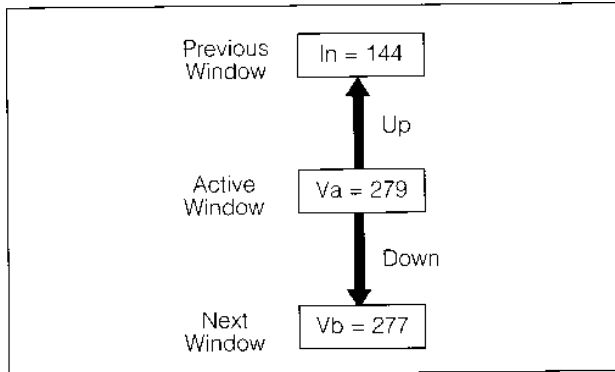 Previous
Window
In = 144
Up
Active
Window
Va = 279
Down
Next
Window
Vb = 277